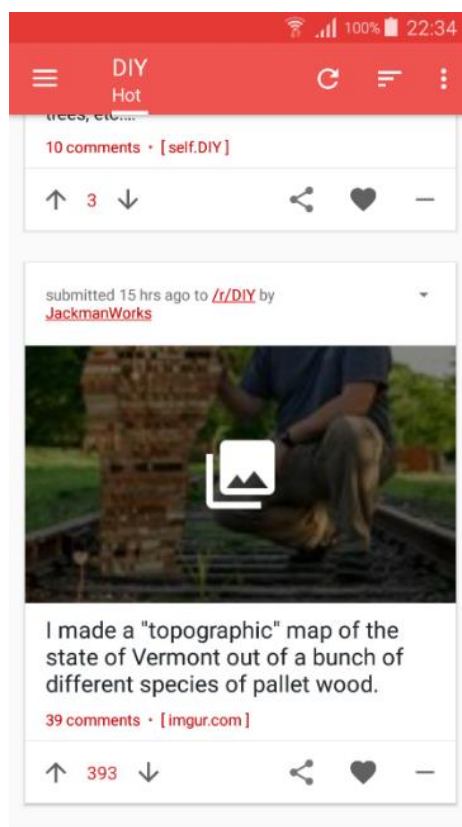 100% 22:34
DIY
Hot
trees, etc....
10 comments • [ self.DIY ]
3
submitted 15 hrs ago to /r/DIY by
JackmanWorks
I made a "topographic" map of the
state of Vermont out of a bunch of
different species of pallet wood.
39 comments • [ imgur.com ]
393